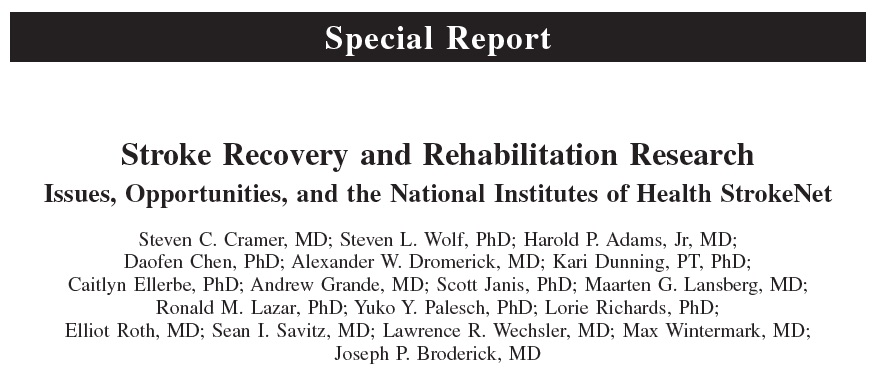 Special Report
Stroke Recovery and Rehabilitation Research
Issues, Opportunities, and the National Institutes of Health StrokeNet
Steven C. Cramer, MD; Steven L. Wolf, PhD; Harold P. Adams, Jr, MD;
Daofen Chen, PhD; Alexander W. Dromerick, MD; Kari Dunning, PT, PhD;
Caitlyn Ellerbe, PhD; Andrew Grande, MD; Scott Janis, PhD; Maarten G. Lansberg, MD;
Ronald M. Lazar, PhD; Yuko Y. Palesch, PhD; Lorie Richards, PhD;
Elliot Roth, MD; Sean I. Savitz, MD; Lawrence R. Wechsler, MD; Max Wintermark, MD;
Joseph P. Broderick, MD